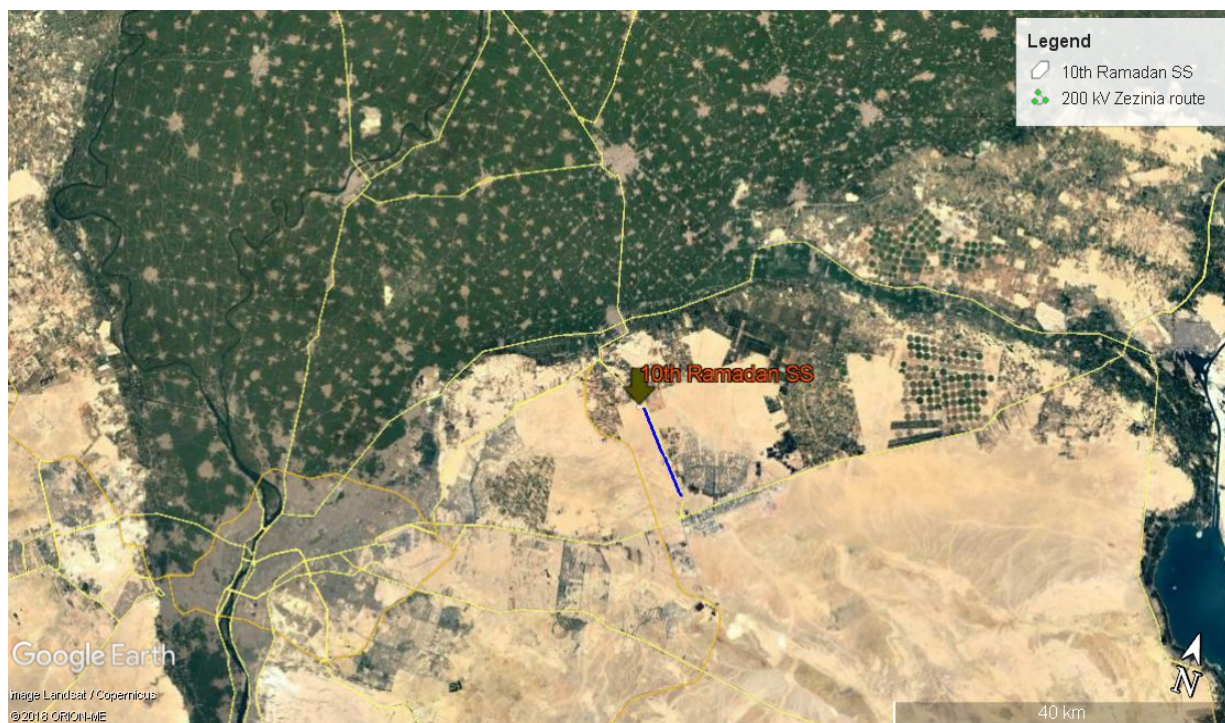 Legend
10th Ramadan SS
200 kV Zezinia route
10th Ramadan SS
Google Earth
Image Landsat / Copernicus
©2018 ORION-ME
N
40 km